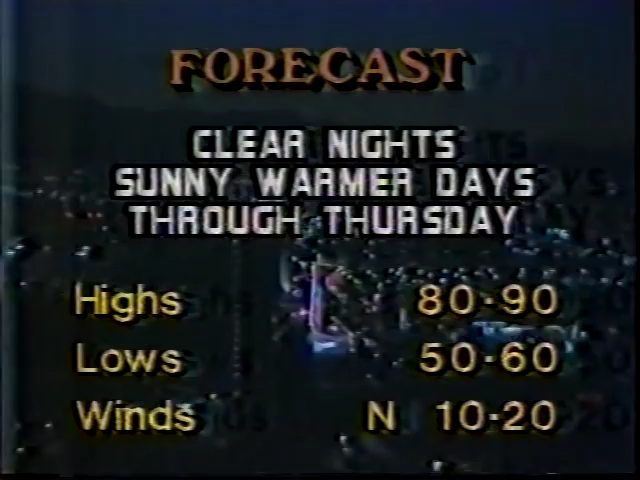 FORECAST
CLEAR NIGHTS
SUNNY WARMER DAYS
THROUGH THURSDAY
Highs 80-90
Lows 50-60
Winds N 10-20